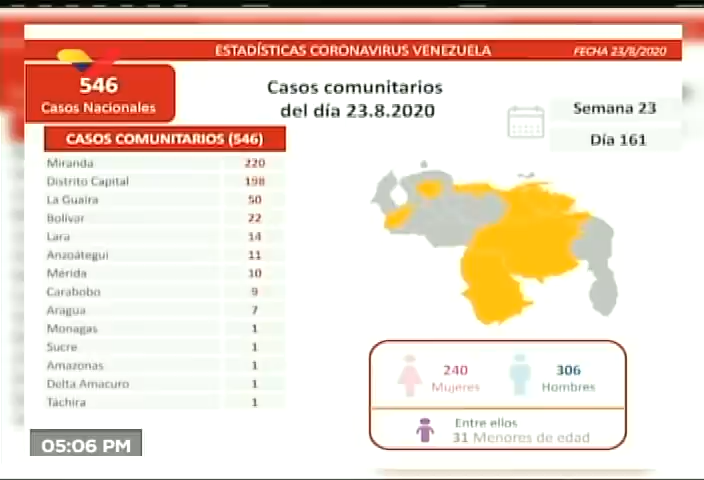 ESTADÍSTICAS CORONAVIRUS VENEZUELA
FECHA 23/8/2020
546
Casos Nacionales
Casos comunitarios
del día 23.8.2020
Semana 23
Día 161
CASOS COMUNITARIOS (546)
Miranda 220
Distrito Capital 198
La Guaira 50
Bolívar 22
Lara 14
Anzoátegui 11
Mérida 10
Carabobo 9
Aragua 7
Monagas 1
Sucre 1
Amazonas 1
Delta Amacuro 1
Táchira 1
240
Mujeres
306
Hombres
Entre ellos
31 Menores de edad
05:06 PM